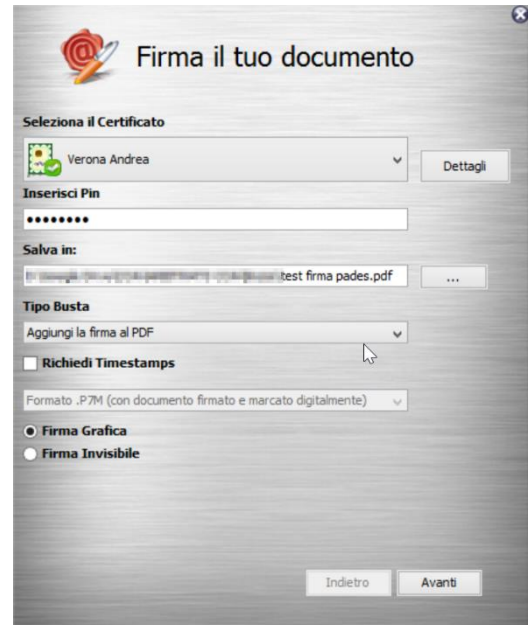 Firma il tuo documento
Seleziona il Certificato
Verona Andrea
Dettagli
Inserisci Pin
••••••••
Salva in:
test firma pades.pdf
...
Tipo Busta
Aggiungi la firma al PDF
Richiedi Timestamps
Formato .P7M (con documento firmato e marcato digitalmente)
Firma Grafica
Firma Invisibile
Indietro Avanti